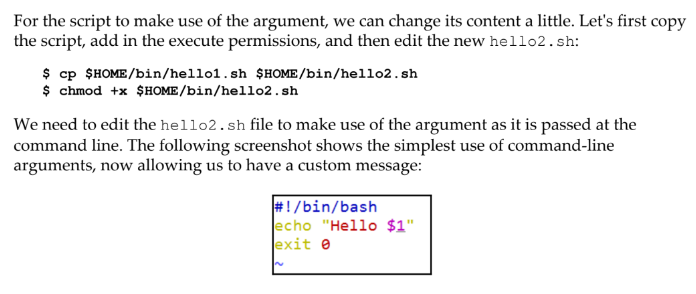 For the script to make use of the argument, we can change its content a little. Let's first copy
the script, add in the execute permissions, and then edit the new hello2.sh:
$ cp $HOME/bin/hello1.sh $HOME/bin/hello2.sh
$ chmod +x $HOME/bin/hello2.sh
We need to edit the hello2.sh file to make use of the argument as it is passed at the
command line. The following screenshot shows the simplest use of command-line
arguments, now allowing us to have a custom message:
#!/bin/bash
echo "Hello $1"
exit 0
~